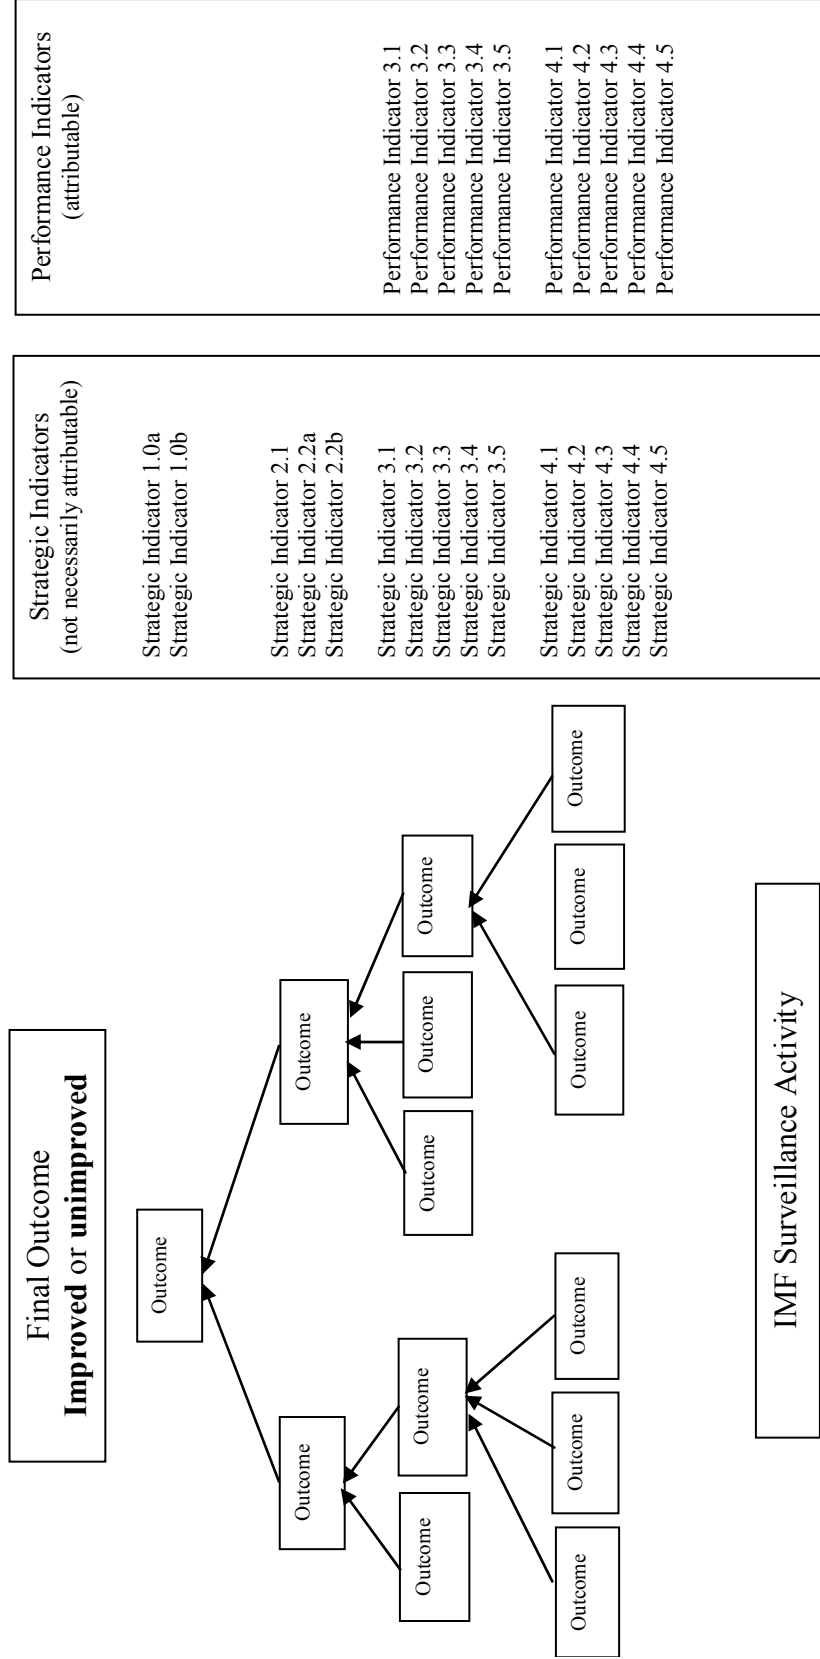 Final Outcome
Improved or unimproved
Outcome
Outcome
Outcome
Outcome
Outcome
Outcome
Outcome
Outcome
Outcome
Outcome
Outcome
Outcome
Outcome
Outcome
IMF Surveillance Activity
Strategic Indicators
(not necessarily attributable)
Strategic Indicator 1.0a
Strategic Indicator 1.0b
Strategic Indicator 2.1
Strategic Indicator 2.2a
Strategic Indicator 2.2b
Strategic Indicator 3.1
Strategic Indicator 3.2
Strategic Indicator 3.3
Strategic Indicator 3.4
Strategic Indicator 3.5
Strategic Indicator 4.1
Strategic Indicator 4.2
Strategic Indicator 4.3
Strategic Indicator 4.4
Strategic Indicator 4.5
Performance Indicators
(attributable)
Performance Indicator 3.1
Performance Indicator 3.2
Performance Indicator 3.3
Performance Indicator 3.4
Performance Indicator 3.5
Performance Indicator 4.1
Performance Indicator 4.2
Performance Indicator 4.3
Performance Indicator 4.4
Performance Indicator 4.5